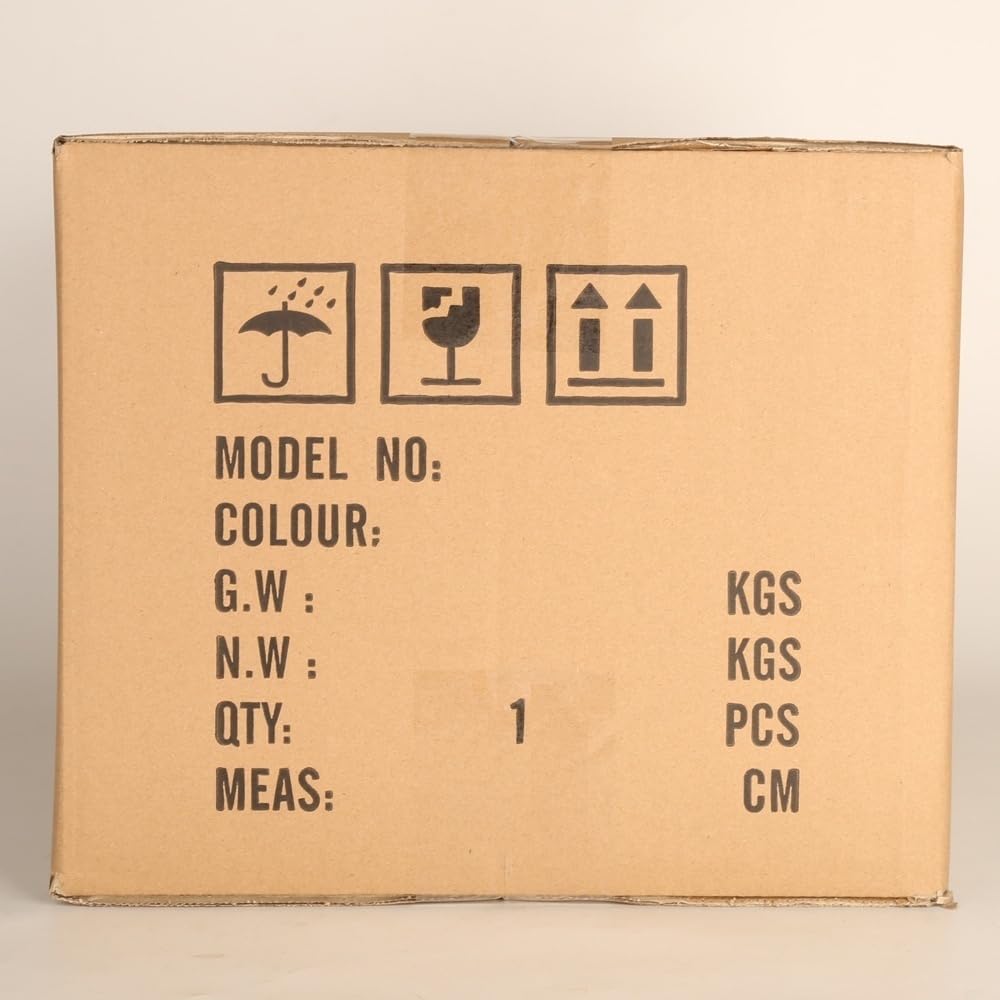 MODEL NO:
COLOUR:
G.W : KGS
N.W : KGS
QTY: 1 PCS
MEAS: CM